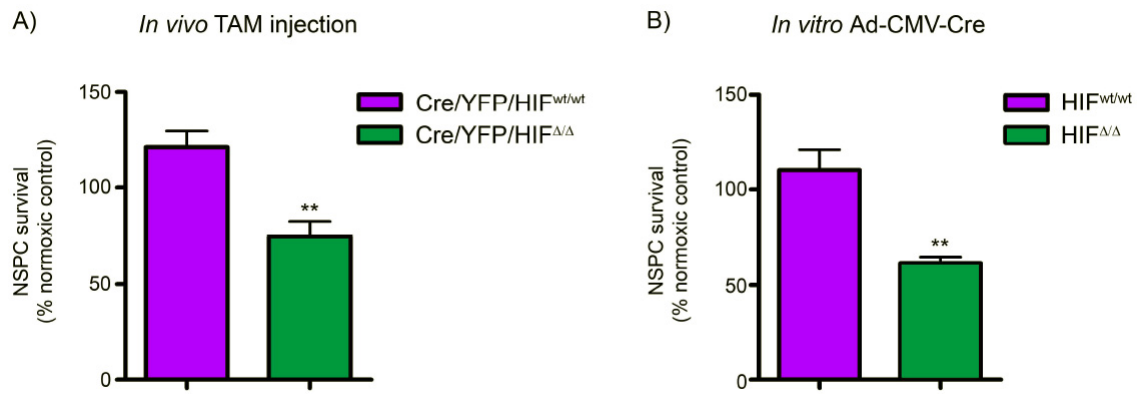 A) In vivo TAM injection
150
100
50
0
NSPC survival
(% normoxic control)
Cre/YFP/HIFwt/wt
Cre/YFP/HIFΔ/Δ
**
B) In vitro Ad-CMV-Cre
150
100
50
0
NSPC survival
(% normoxic control)
HIFwt/wt
HIFΔ/Δ
**